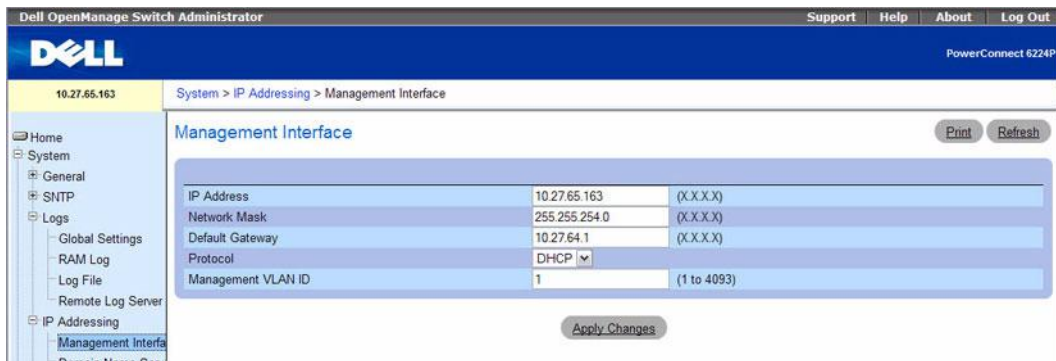 Dell OpenManage Switch Administrator
Support Help About Log Out
DELL
PowerConnect 6224P
10.27.65.163
System > IP Addressing > Management Interface
Home
System
General
SNTP
Logs
Global Settings
RAM Log
Log File
Remote Log Server
IP Addressing
Management Interfa
Management Interface
Print Refresh
IP Address 10.27.65.163 (X.X.X.X)
Network Mask 255.255.254.0 (X.X.X.X)
Default Gateway 10.27.64.1 (X.X.X.X)
Protocol DHCP
Management VLAN ID 1 (1 to 4093)
Apply Changes